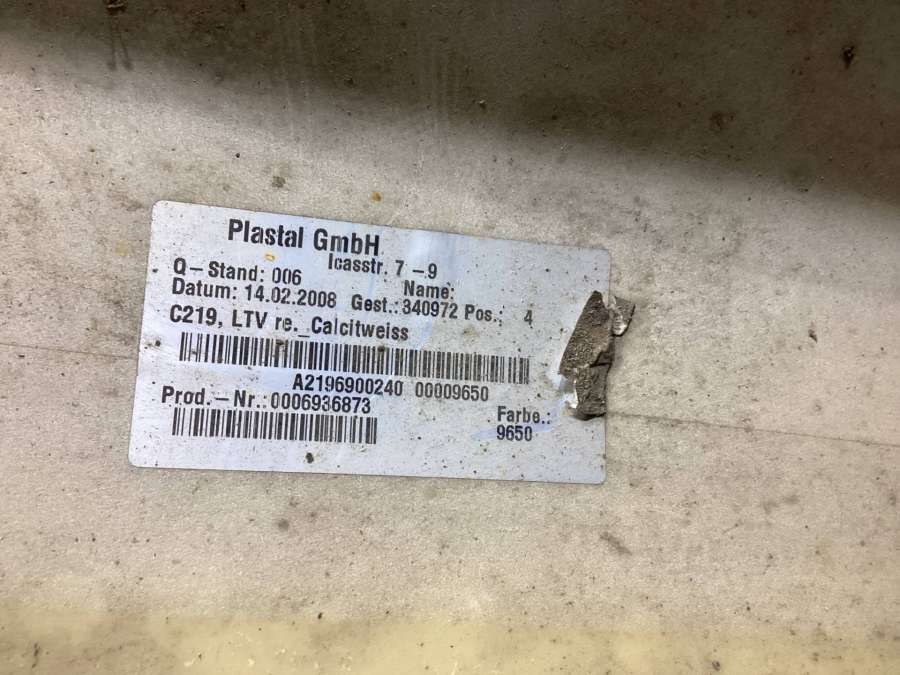 Plastal GmbH
Icasstr. 7-9
Q-Stand: 006 Name:
Datum: 14.02.2008 Gest.: 340972 Pos.: 4
C219, LTV re._Calcitweiss
A2196900240 00009650
Prod.-Nr.: 0006936873
Farbe.:
9650